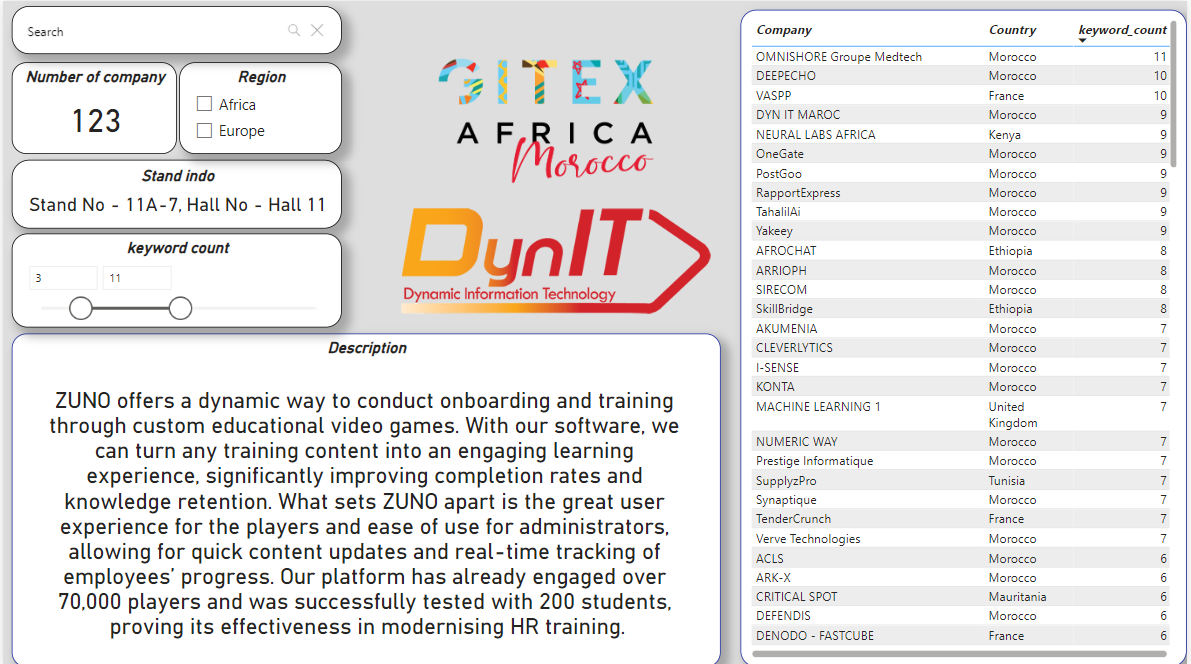 Search
Number of company
123
Region
Africa
Europe
Stand indo
Stand No - 11A-7, Hall No - Hall 11
keyword count
3
11
GITEX
AFRICA
Morocco
DynIT
Dynamic Information Technology
Description
ZUNO offers a dynamic way to conduct onboarding and training
through custom educational video games. With our software, we
can turn any training content into an engaging learning
experience, significantly improving completion rates and
knowledge retention. What sets ZUNO apart is the great user
experience for the players and ease of use for administrators,
allowing for quick content updates and real-time tracking of
employees’ progress. Our platform has already engaged over
70,000 players and was successfully tested with 200 students,
proving its effectiveness in modernising HR training.
Company Country keyword_count
OMNISHORE Groupe Medtech Morocco 11
DEEPECHO Morocco 10
VASPP France 10
DYN IT MAROC Morocco 9
NEURAL LABS AFRICA Kenya 9
OneGate Morocco 9
PostGoo Morocco 9
RapportExpress Morocco 9
TahalilAi Morocco 9
Yakeey Morocco 9
AFROCHAT Ethiopia 8
ARRIOPH Morocco 8
SIRECOM Morocco 8
SkillBridge Ethiopia 8
AKUMENIA Morocco 7
CLEVERLYTICS Morocco 7
I-SENSE Morocco 7
KONTA Morocco 7
MACHINE LEARNING 1 United 7
Kingdom
NUMERIC WAY Morocco 7
Prestige Informatique Morocco 7
SupplyzPro Tunisia 7
Synaptique Morocco 7
TenderCrunch France 7
Verve Technologies Morocco 7
ACLS Morocco 6
ARK-X Morocco 6
CRITICAL SPOT Mauritania 6
DEFENDIS Morocco 6
DENODO - FASTCUBE France 6